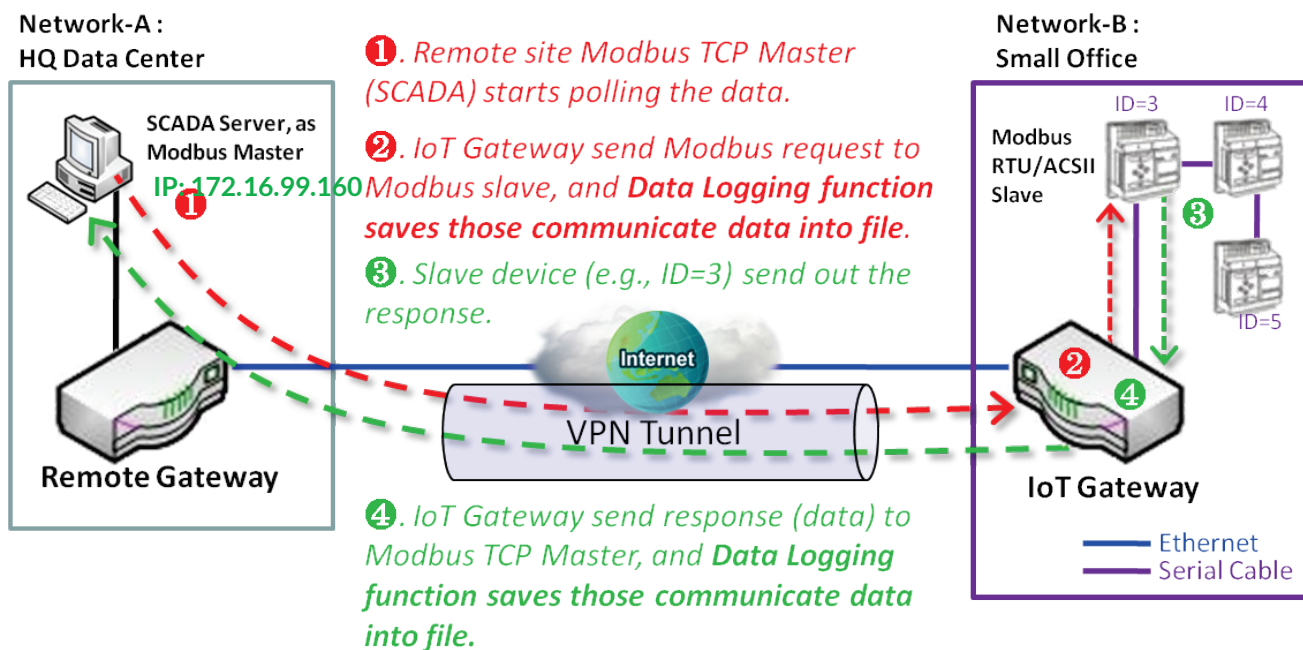 Network-A :
HQ Data Center
SCADA Server, as
Modbus Master
IP: 172.16.99.160
❶
Remote Gateway
❶. Remote site Modbus TCP Master
(SCADA) starts polling the data.
❷. IoT Gateway send Modbus request to
Modbus slave, and Data Logging function
saves those communicate data into file.
❸. Slave device (e.g., ID=3) send out the
response.
Internet
VPN Tunnel
❹. IoT Gateway send response (data) to
Modbus TCP Master, and Data Logging
function saves those communicate data
into file.
Network-B :
Small Office
ID=3
ID=4
Modbus
RTU/ACSII
Slave
❸
ID=5
❷
❹
IoT Gateway
Ethernet
Serial Cable